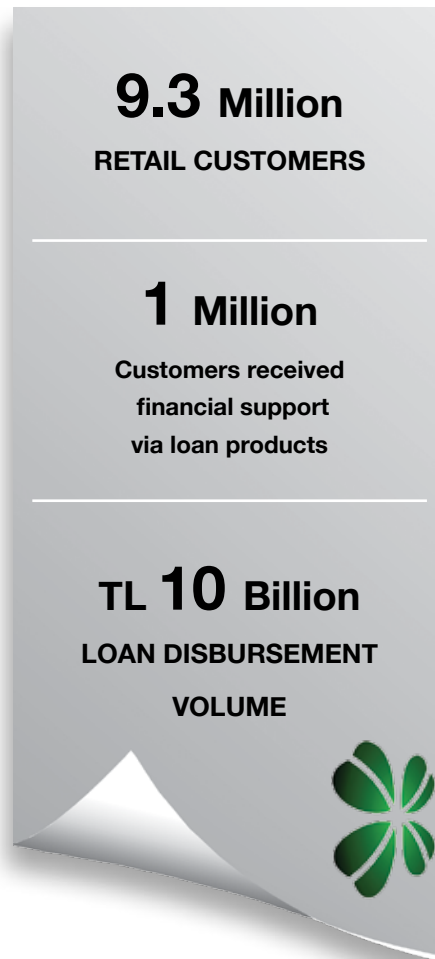 9.3 Million
RETAIL CUSTOMERS
1 Million
Customers received
financial support
via loan products
TL 10 Billion
LOAN DISBURSEMENT
VOLUME